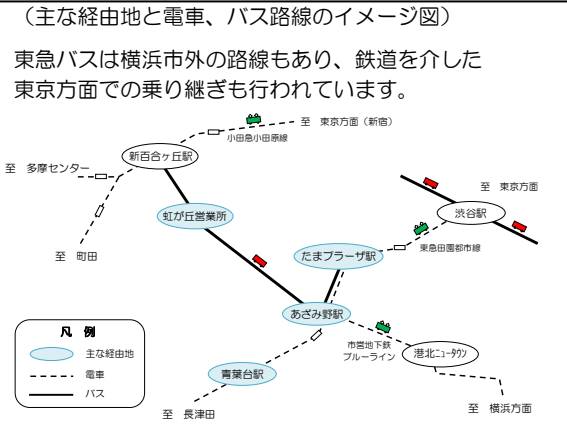 （主な経由地と電車、バス路線のイメージ図）
東急バスは横浜市外の路線もあり、鉄道を介した
東京方面での乗り継ぎも行われています。
至 東京方面（新宿）
小田急小田原線
新百合ヶ丘駅
至 多摩センター
至 東京方面
渋谷駅
虹が丘営業所
東急田園都市線
至 町田
たまプラーザ駅
あざみ野駅
市営地下鉄
ブルーライン
港北ﾆｭｰﾀｳﾝ
凡 例
主な経由地
電車
バス
青葉台駅
至 長津田
至 横浜方面